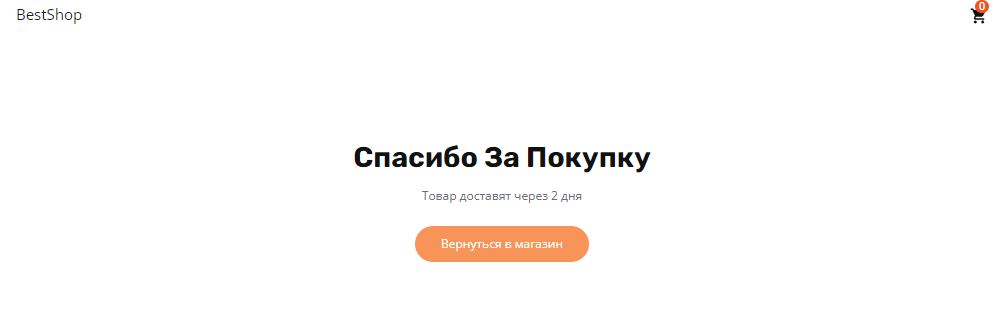 BestShop
0
Спасибо За Покупку
Товар доставят через 2 дня
Вернуться в магазин